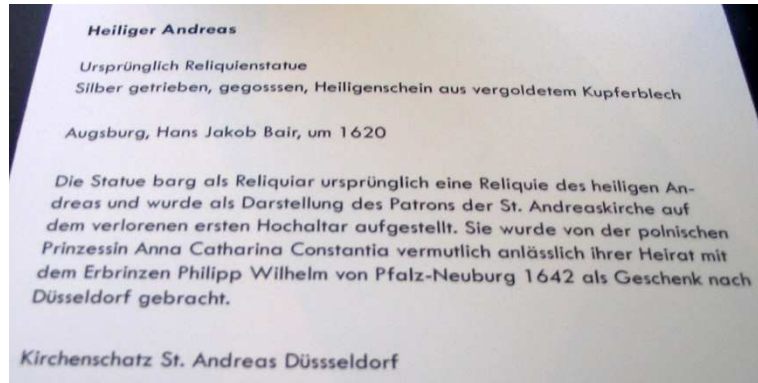 Heiliger Andreas
Ursprünglich Reliquienstatue
Silber getrieben, gegosssen, Heiligenschein aus vergoldetem Kupferblech
Augsburg, Hans Jakob Bair, um 1620
Die Statue barg als Reliquiar ursprünglich eine Reliquie des heiligen An-
dreas und wurde als Darstellung des Patrons der St. Andreaskirche auf
dem verlorenen ersten Hochaltar aufgestellt. Sie wurde von der polnischen
Prinzessin Anna Catharina Constantia vermutlich anlässlich ihrer Heirat mit
dem Erbrinzen Philipp Wilhelm von Pfalz-Neuburg 1642 als Geschenk nach
Düsseldorf gebracht.
Kirchenschatz St. Andreas Düssseldorf